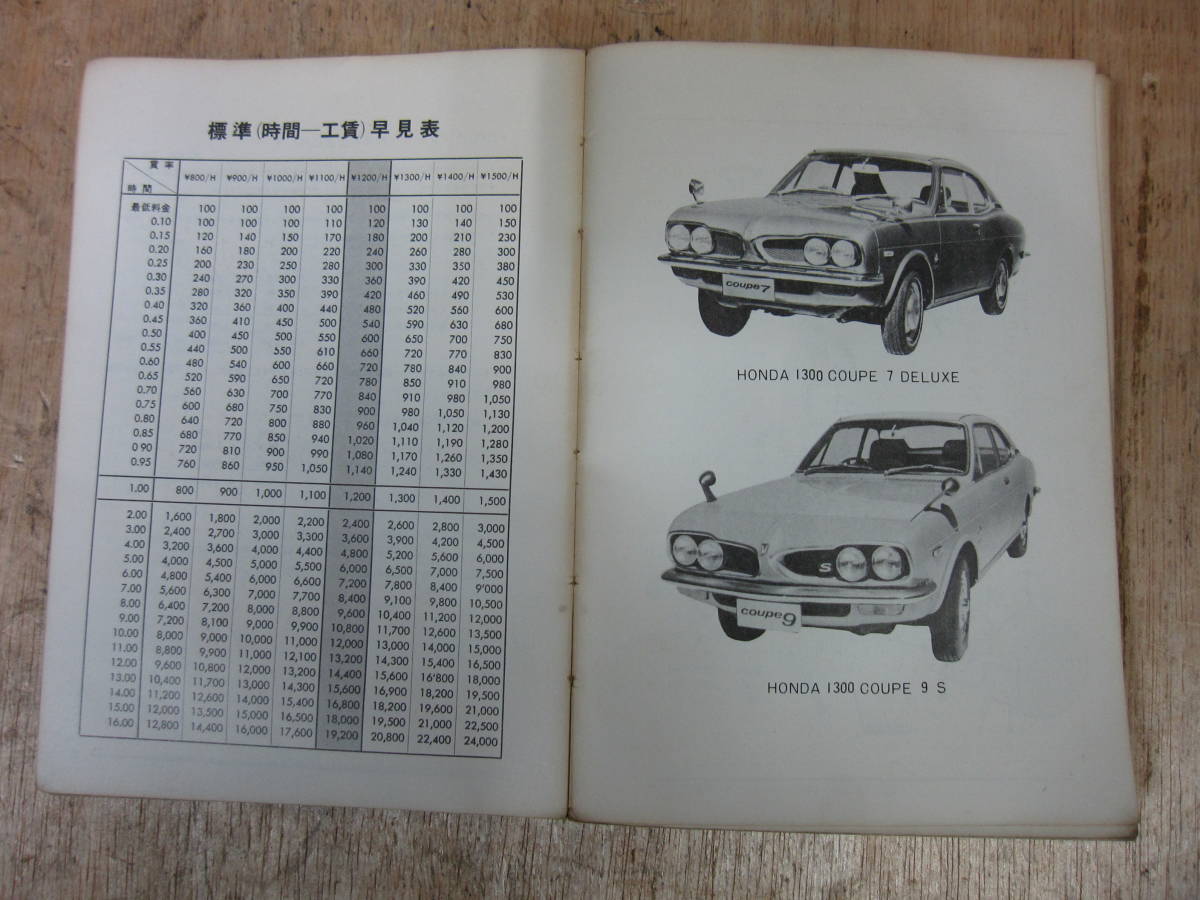 標準(時間—工賃)早見表
賃率 時間 ¥800/H ¥900/H ¥1000/H ¥1100/H ¥1200/H ¥1300/H ¥1400/H ¥1500/H
最低料金 100 100 100 100 100 100 100 100
0.10 100 100 100 110 120 130 140 150
0.15 120 140 150 170 180 200 210 230
0.20 160 180 200 220 240 260 280 300
0.25 200 230 250 280 300 330 350 380
0.30 240 270 300 330 360 390 420 450
0.35 280 320 350 390 420 460 490 530
0.40 320 360 400 440 480 520 560 600
0.45 360 410 450 500 540 590 630 680
0.50 400 450 500 550 600 650 700 750
0.55 440 500 550 610 660 720 770 830
0.60 480 540 600 660 720 780 840 900
0.65 520 590 650 720 780 850 910 980
0.70 560 630 700 770 840 910 980 1,050
0.75 600 680 750 830 900 980 1,050 1,130
0.80 640 720 800 880 960 1,040 1,120 1,200
0.85 680 770 850 940 1,020 1,110 1,190 1,280
0 90 720 810 900 990 1,080 1,170 1,260 1,350
0.95 760 860 950 1,050 1,140 1,240 1,330 1,430
1.00 800 900 1,000 1,100 1,200 1,300 1,400 1,500
2.00 1,600 1,800 2,000 2,200 2,400 2,600 2,800 3,000
3.00 2,400 2,700 3,000 3,300 3,600 3,900 4,200 4,500
4.00 3,200 3,600 4,000 4,400 4,800 5,200 5,600 6,000
5.00 4,000 4,500 5,000 5,500 6,000 6,500 7,000 7,500
6.00 4,800 5,400 6,000 6,600 7,200 7,800 8,400 9'000
7.00 5,600 6,300 7,000 7,700 8,400 9,100 9,800 10,500
8.00 6,400 7,200 8,000 8,800 9,600 10,400 11,200 12,000
9.00 7,200 8,100 9,000 9,900 10,800 11,700 12,600 13,500
10.00 8,000 9,000 10,000 11,000 12,000 13,000 14,000 15,000
11.00 8,800 9,900 11,000 12,100 13,200 14,300 15,400 16,500
12.00 9,600 10,800 12,000 13,200 14,400 15,600 16'800 18,000
13.00 10,400 11,700 13,000 14,300 15,600 16,900 18,200 19,500
14.00 11,200 12,600 14,000 15,400 16,800 18,200 19,600 21,000
15.00 12,000 13,500 15,000 16,500 18,000 19,500 21,000 22,500
16.00 12,800 14,400 16,000 17,600 19,200 20,800 22,400 24,000
coupe 7
HONDA 1300 COUPE 7 DELUXE
S
coupe 9
HONDA 1300 COUPE 9 S